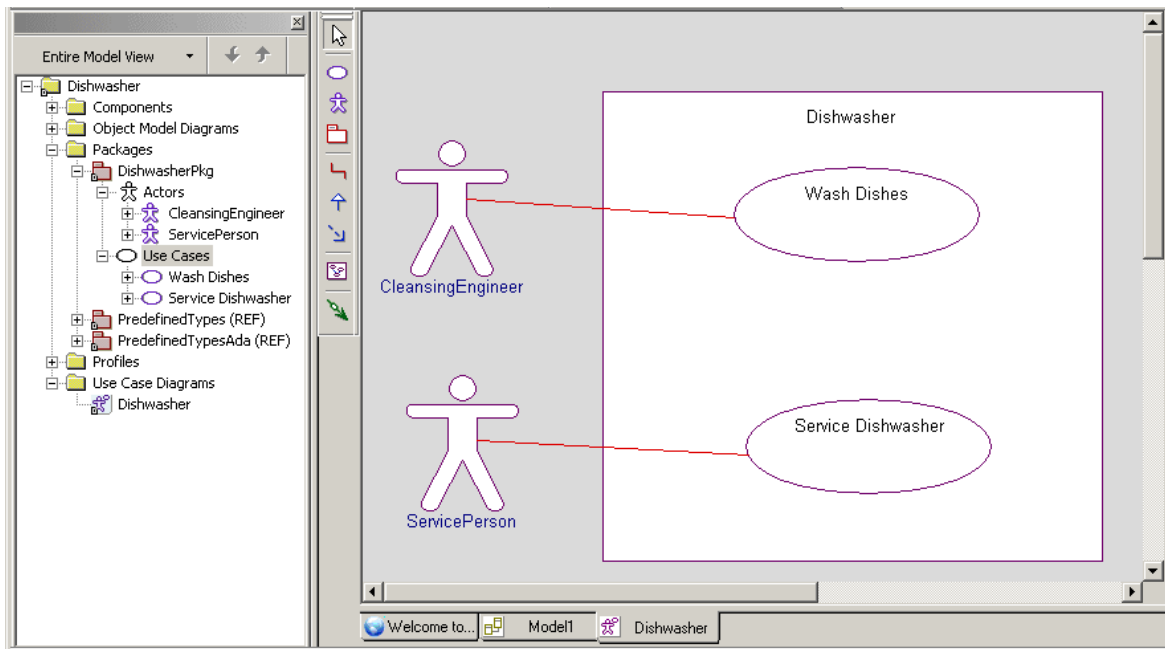 Entire Model View
Dishwasher
Components
Object Model Diagrams
Packages
DishwasherPkg
Actors
CleansingEngineer
ServicePerson
Use Cases
Wash Dishes
Service Dishwasher
PredefinedTypes (REF)
PredefinedTypesAda (REF)
Profiles
Use Case Diagrams
Dishwasher
Dishwasher
Wash Dishes
CleansingEngineer
Service Dishwasher
ServicePerson
Welcome to... Model1 Dishwasher